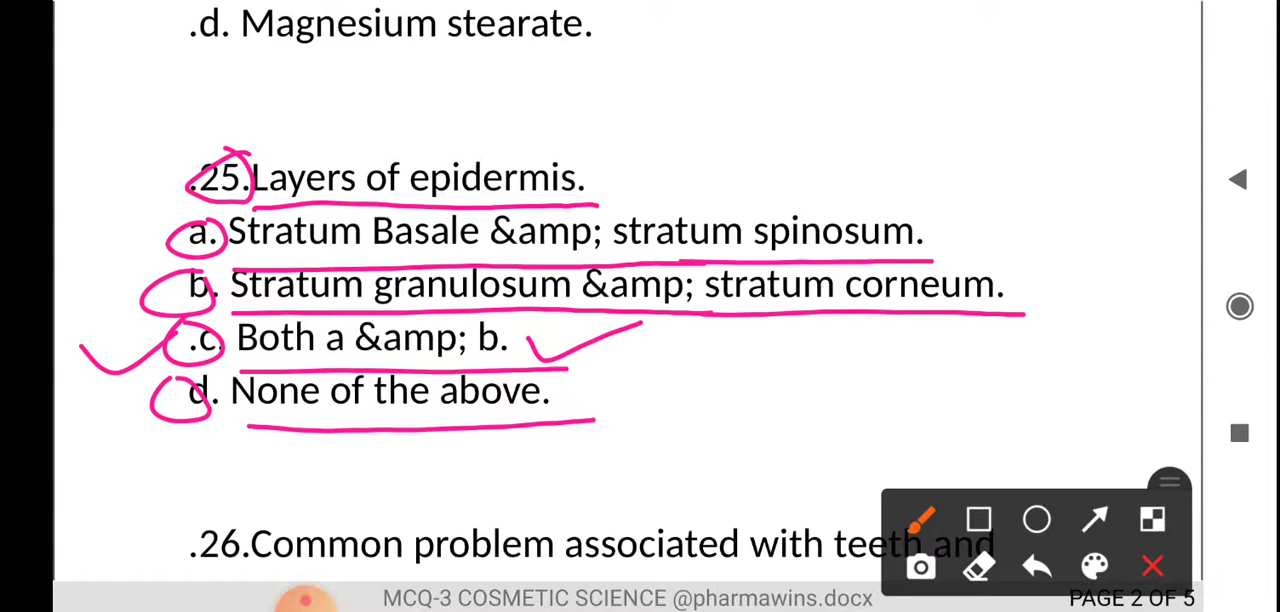 .d. Magnesium stearate.
.25.Layers of epidermis.
a. Stratum Basale &amp; stratum spinosum.
b. Stratum granulosum &amp; stratum corneum.
.c. Both a &amp; b.
d. None of the above.
.26.Common problem associated with teeth and
MCQ-3 COSMETIC SCIENCE @pharmawins.docx
PAGE 2 OF 5